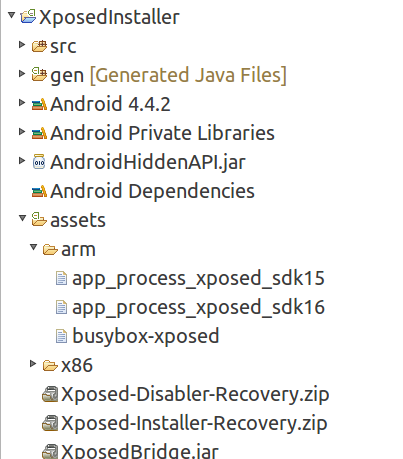 XposedInstaller
src
gen [Generated Java Files]
Android 4.4.2
Android Private Libraries
AndroidHiddenAPI.jar
Android Dependencies
assets
arm
app_process_xposed_sdk15
app_process_xposed_sdk16
busybox-xposed
x86
Xposed-Disabler-Recovery.zip
Xposed-Installer-Recovery.zip
XposedBridge.jar